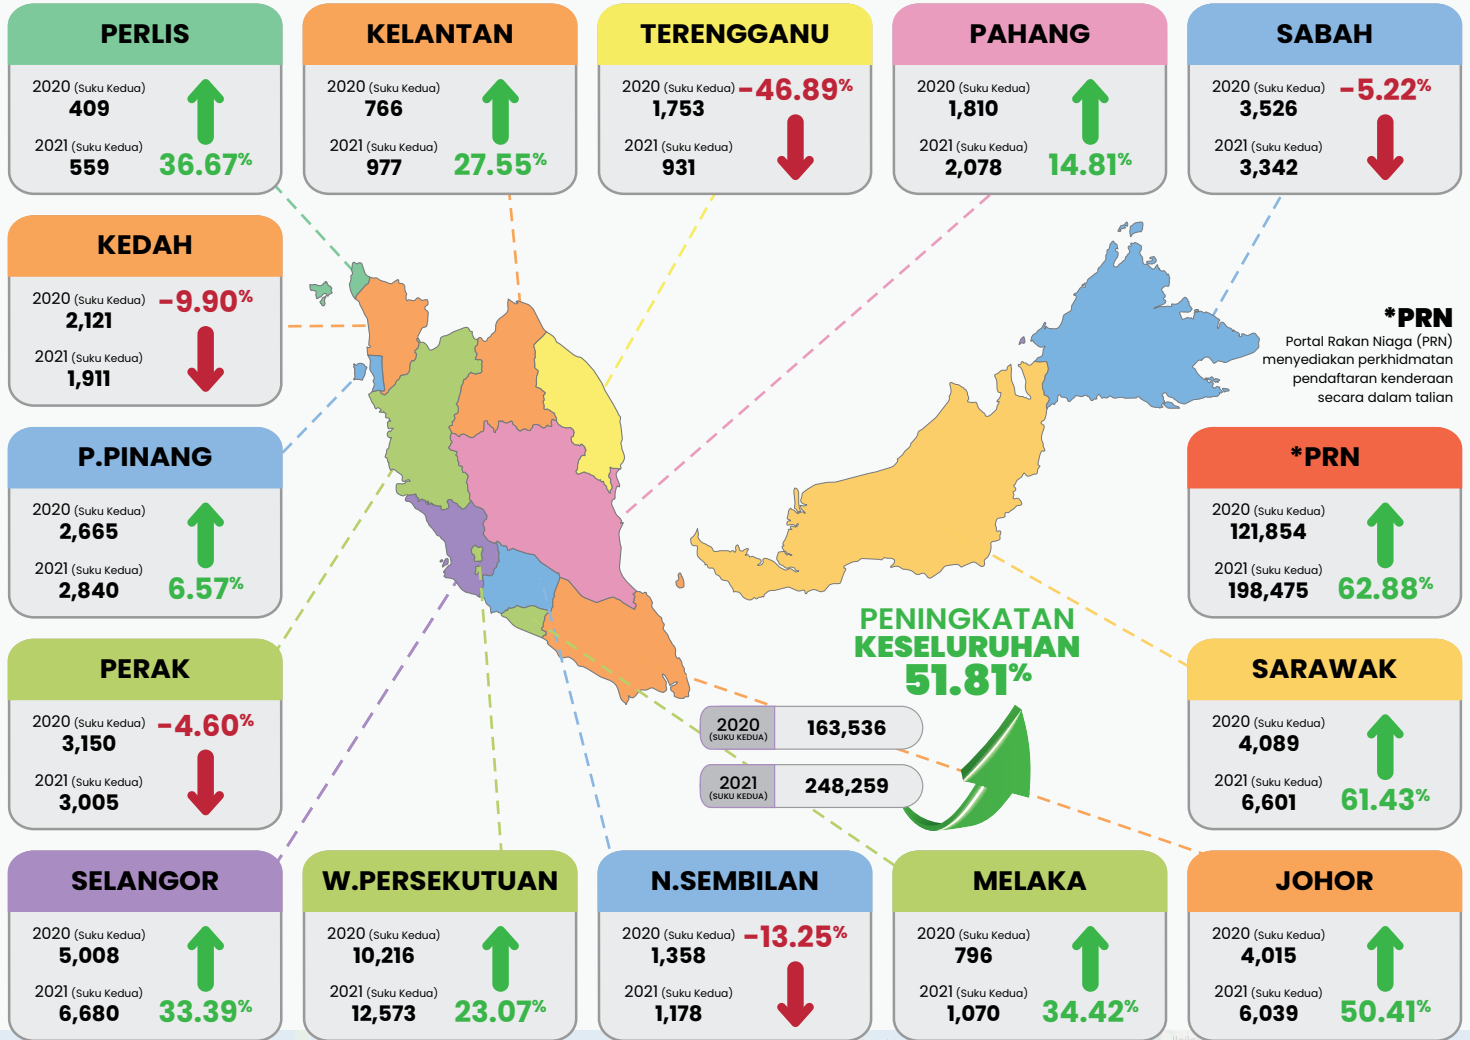 PERLIS
2020 (Suku Kedua)
409
2021 (Suku Kedua)
559
36.67%
KELANTAN
2020 (Suku Kedua)
766
2021 (Suku Kedua)
977
27.55%
TERENGGANU
2020 (Suku Kedua)
1,753
-46.89%
2021 (Suku Kedua)
931
PAHANG
2020 (Suku Kedua)
1,810
2021 (Suku Kedua)
2,078
14.81%
SABAH
2020 (Suku Kedua)
3,526
-5.22%
2021 (Suku Kedua)
3,342
KEDAH
2020 (Suku Kedua)
2,121
-9.90%
2021 (Suku Kedua)
1,911
*PRN
Portal Rakan Niaga (PRN)
menyediakan perkhidmatan
pendaftaran kenderaan
secara dalam talian
P.PINANG
2020 (Suku Kedua)
2,665
2021 (Suku Kedua)
2,840
6.57%
*PRN
2020 (Suku Kedua)
121,854
2021 (Suku Kedua)
198,475
62.88%
PERAK
2020 (Suku Kedua)
3,150
-4.60%
2021 (Suku Kedua)
3,005
PENINGKATAN
KESELURUHAN
51.81%
2020
(SUKU KEDUA)
163,536
2021
(SUKU KEDUA)
248,259
SARAWAK
2020 (Suku Kedua)
4,089
2021 (Suku Kedua)
6,601
61.43%
SELANGOR
2020 (Suku Kedua)
5,008
2021 (Suku Kedua)
6,680
33.39%
W.PERSEKUTUAN
2020 (Suku Kedua)
10,216
2021 (Suku Kedua)
12,573
23.07%
N.SEMBILAN
2020 (Suku Kedua)
1,358
-13.25%
2021 (Suku Kedua)
1,178
MELAKA
2020 (Suku Kedua)
796
2021 (Suku Kedua)
1,070
34.42%
JOHOR
2020 (Suku Kedua)
4,015
2021 (Suku Kedua)
6,039
50.41%